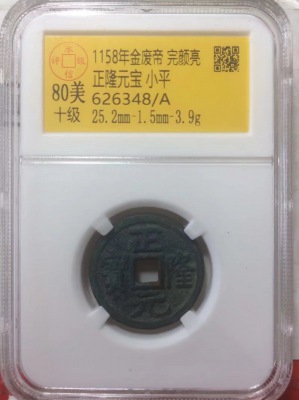 1158年金废帝 完颜亮
正隆元宝 小平
80美 626348/A
十级 25.2mm-1.5mm-3.9g
正
隆
元